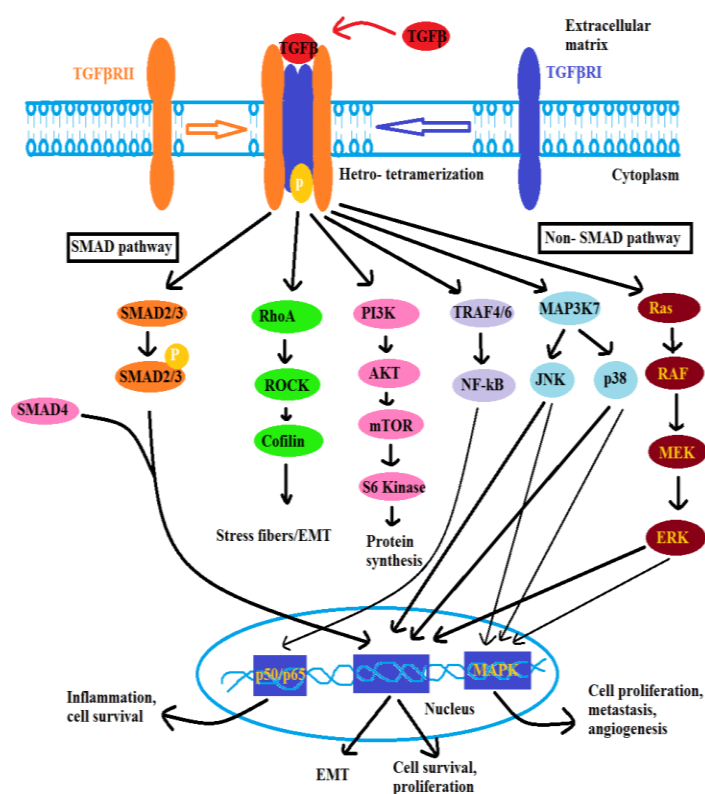 TGFβ
TGFβ
Extracellular
matrix
TGFβRII
TGFβRI
P
Hetro- tetramerization
Cytoplasm
SMAD pathway
Non- SMAD pathway
SMAD2/3
RhoA
PI3K
TRAF4/6
MAP3K7
Ras
P
SMAD2/3
ROCK
AKT
NF-kB
JNK
p38
RAF
SMAD4
Cofilin
mTOR
MEK
S6 Kinase
Stress fibers/EMT
Protein
synthesis
ERK
p50/p65
MAPK
Inflammation,
cell survival
Nucleus
Cell proliferation,
metastasis,
angiogenesis
EMT
Cell survival,
proliferation